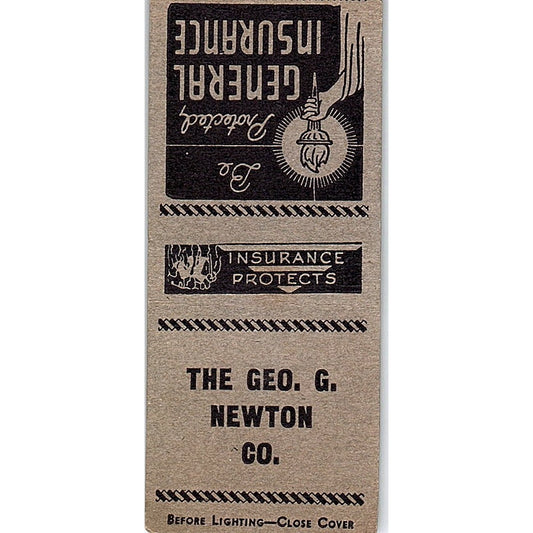 Be
Protected,
GENERAL
INSURANCE
INSURANCE
PROTECTS
THE GEO. G.
NEWTON
CO.
BEFORE LIGHTING—CLOSE COVER